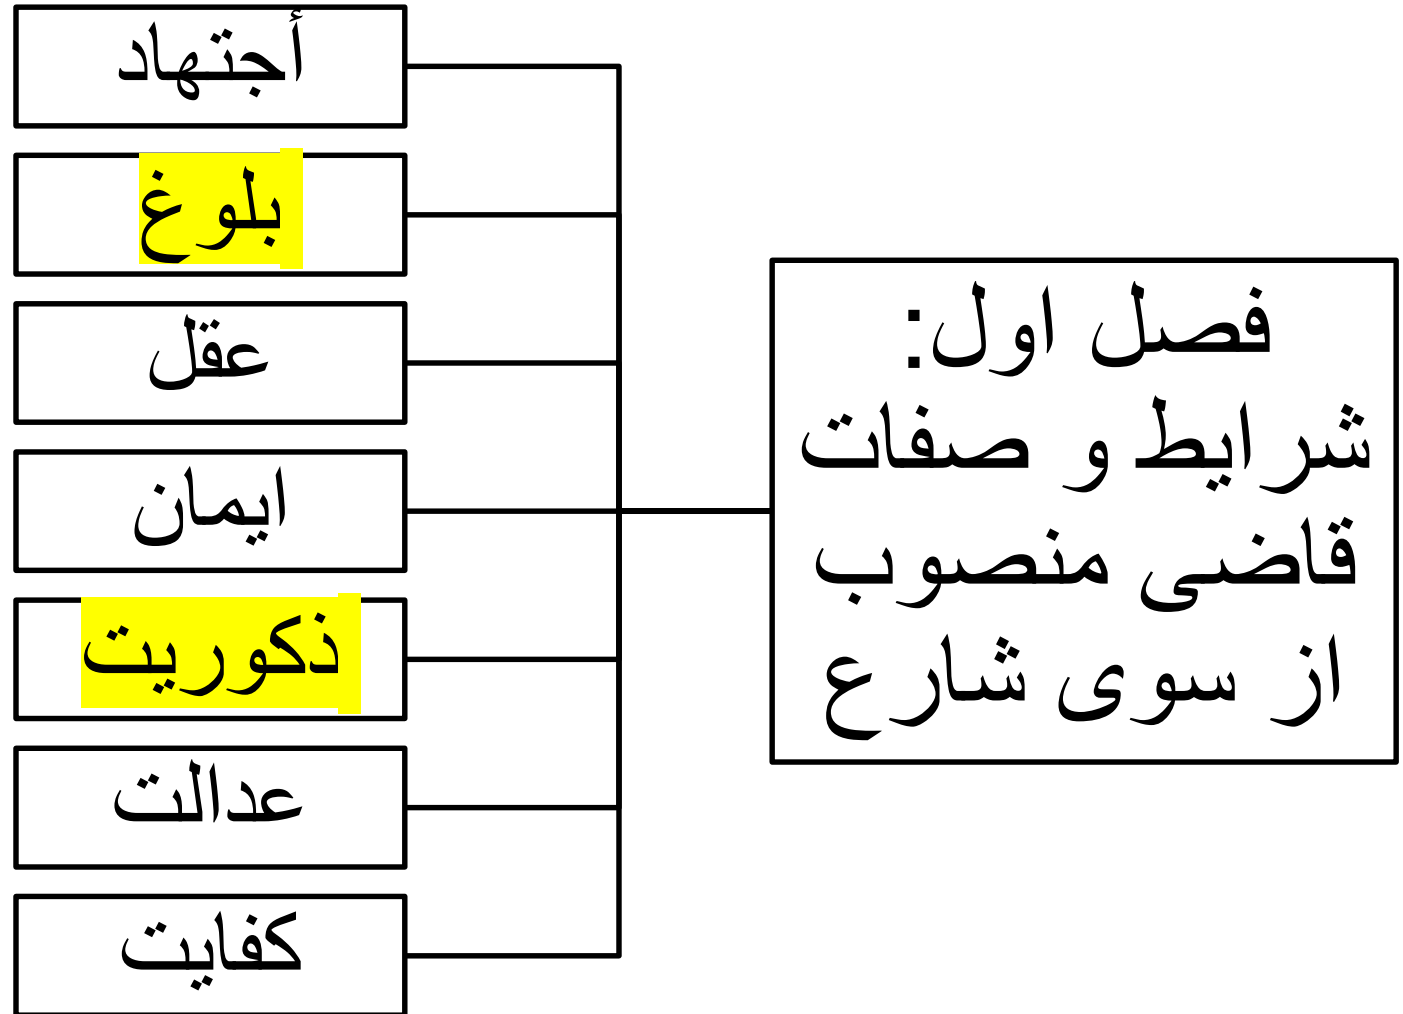 فصل اول:
شرایط و صفات
قاضی منصوب
از سوی شارع
أجتهاد
بلوغ
عقل
ایمان
ذکوریت
عدالت
کفایت